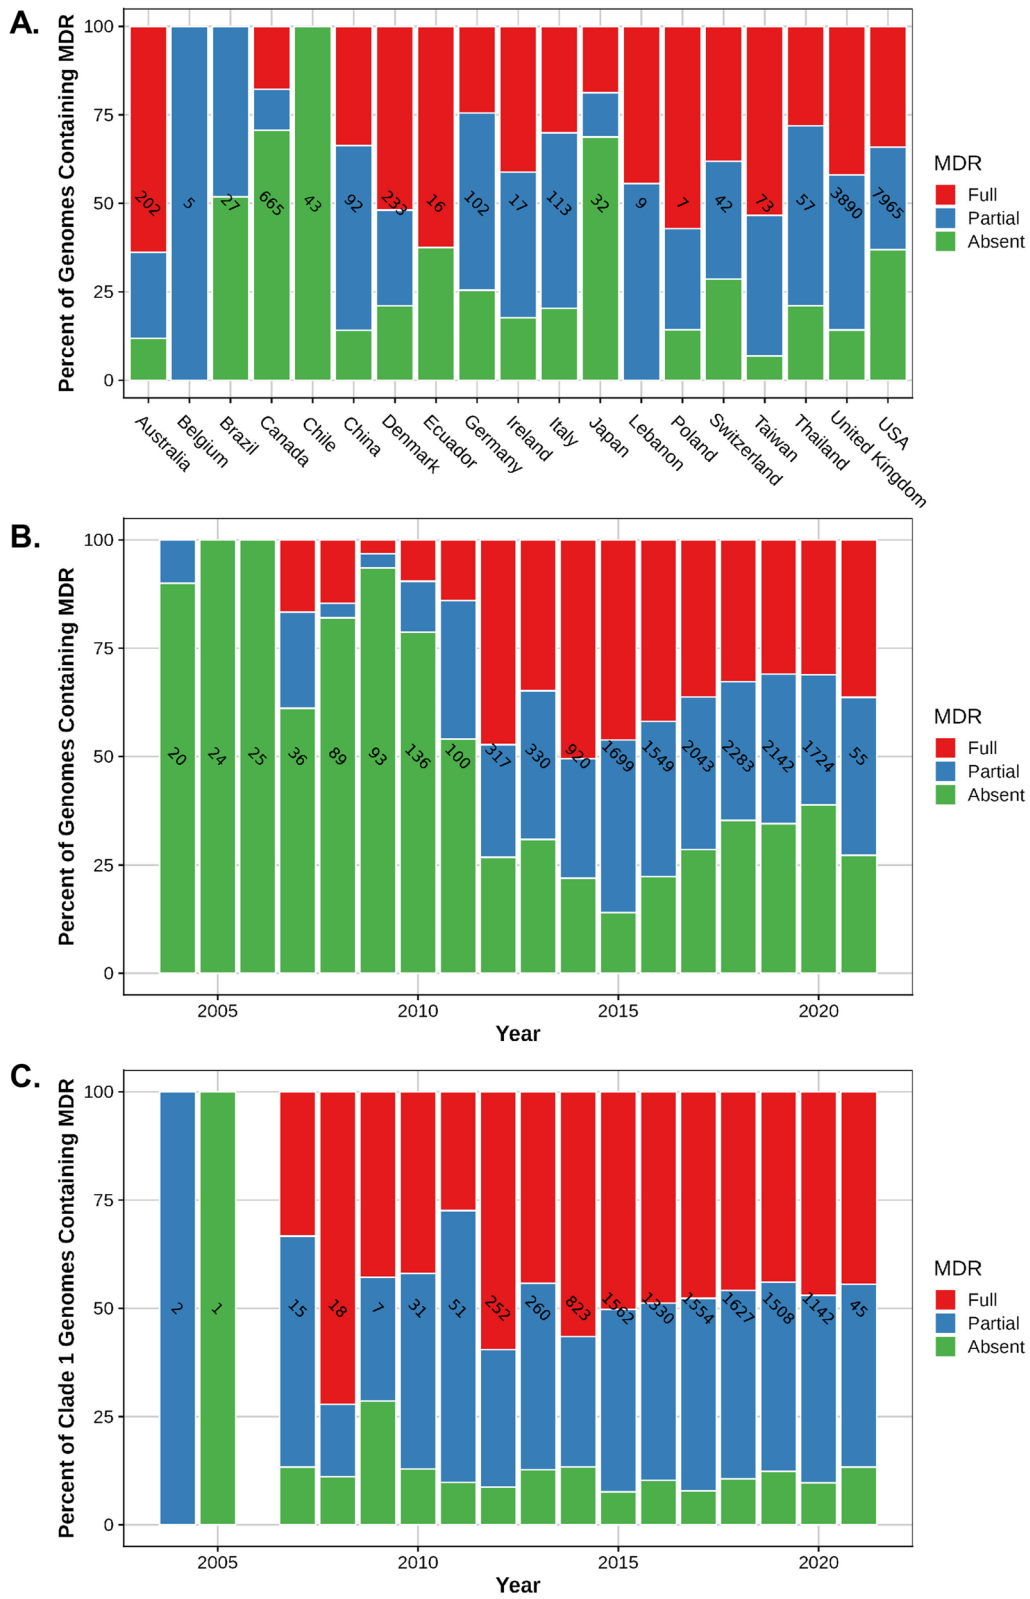 A.
Percent of Genomes Containing MDR
100
75
50
25
0
202 5 27 665 43 92 233 16 102 17 113 32 9 7 42 73 57 3890 7965
Australia Belgium Brazil Canada Chile China Denmark Ecuador Germany Ireland Italy Japan Lebanon Poland Switzerland Taiwan Thailand United Kingdom USA
MDR
Full
Partial
Absent
B.
Percent of Genomes Containing MDR
100
75
50
25
0
20 24 25 36 89 93 136 100 317 330 920 1699 1549 2043 2283 2142 1724 55
2005 2010 2015 2020
Year
MDR
Full
Partial
Absent
C.
Percent of Clade 1 Genomes Containing MDR
100
75
50
25
0
2 1 15 18 7 31 51 252 260 823 1562 1330 1554 1627 1508 1142 45
2005 2010 2015 2020
Year
MDR
Full
Partial
Absent